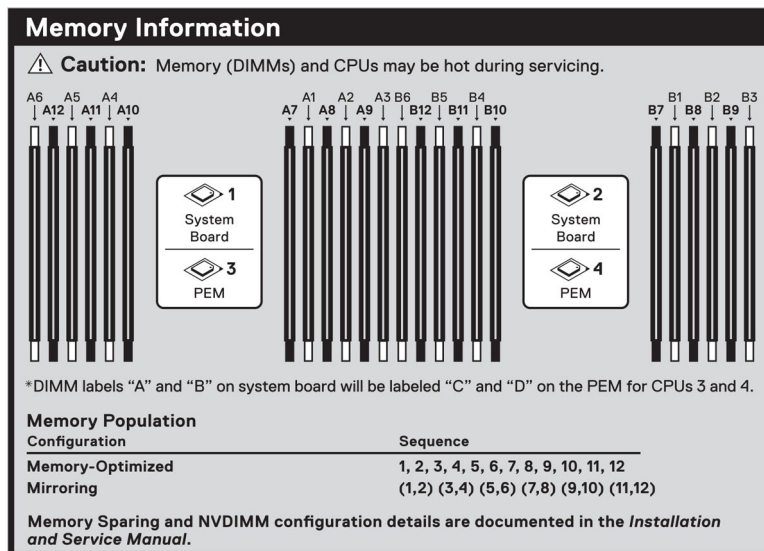 Memory Information
Caution: Memory (DIMMs) and CPUs may be hot during servicing.
A6 A5 A4 A1 A2 A3 B6 B5 B4 B1 B2 B3
A12 A11 A10 A7 A8 A9 B12 B11 B10 B7 B8 B9
1
System
Board
3
PEM
2
System
Board
4
PEM
*DIMM labels “A” and “B” on system board will be labeled “C” and “D” on the PEM for CPUs 3 and 4.
Memory Population
Configuration Sequence
Memory-Optimized 1, 2, 3, 4, 5, 6, 7, 8, 9, 10, 11, 12
Mirroring (1,2) (3,4) (5,6) (7,8) (9,10) (11,12)
Memory Sparing and NVDIMM configuration details are documented in the Installation
and Service Manual.